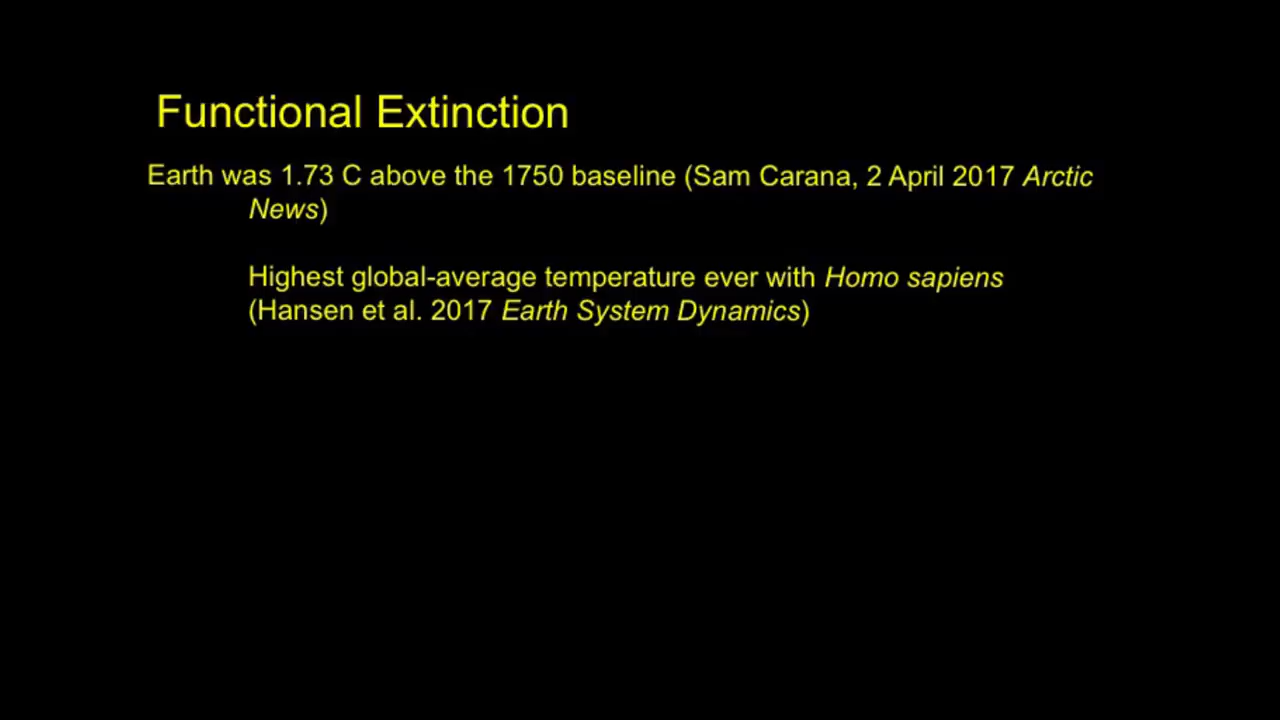 Functional Extinction
Earth was 1.73 C above the 1750 baseline (Sam Carana, 2 April 2017 Arctic
News)
Highest global-average temperature ever with Homo sapiens
(Hansen et al. 2017 Earth System Dynamics)